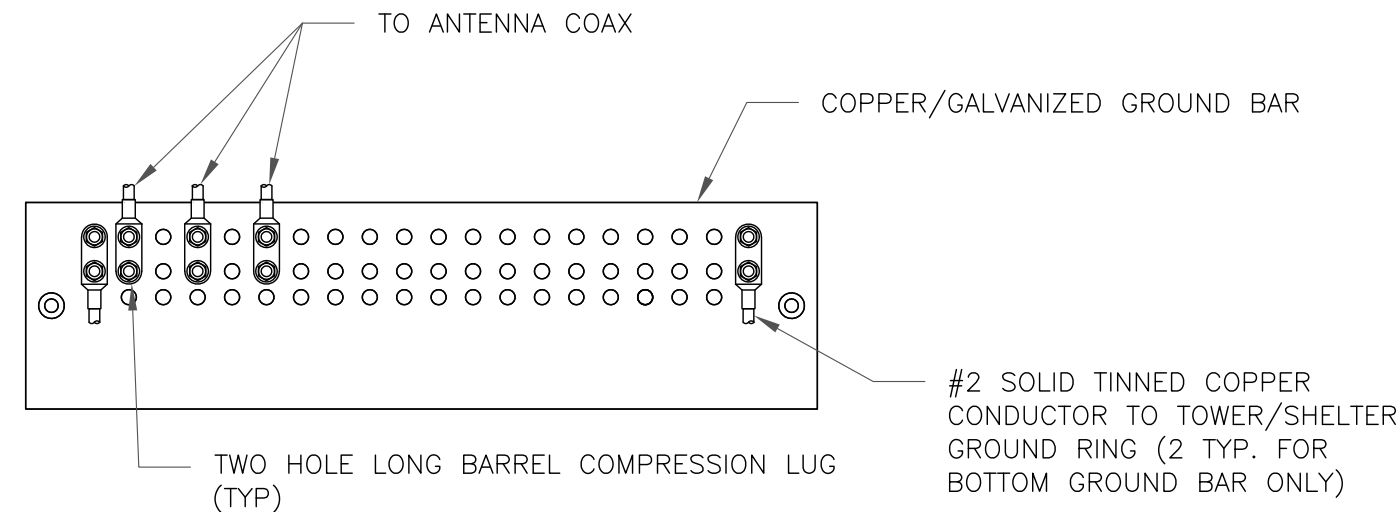 TO ANTENNA COAX
COPPER/GALVANIZED GROUND BAR
#2 SOLID TINNED COPPER
CONDUCTOR TO TOWER/SHELTER
GROUND RING (2 TYP. FOR
BOTTOM GROUND BAR ONLY)
TWO HOLE LONG BARREL COMPRESSION LUG
(TYP)